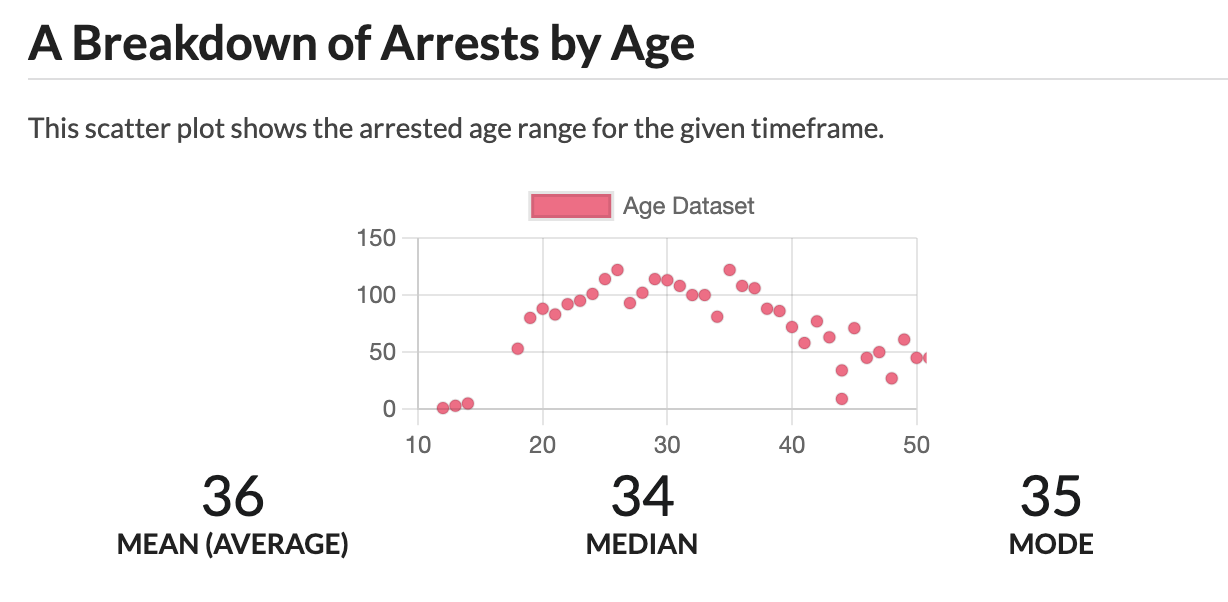 A Breakdown of Arrests by Age
This scatter plot shows the arrested age range for the given timeframe.
Age Dataset
150
100
50
0
10 20 30 40 50
36 34 35
MEAN (AVERAGE) MEDIAN MODE